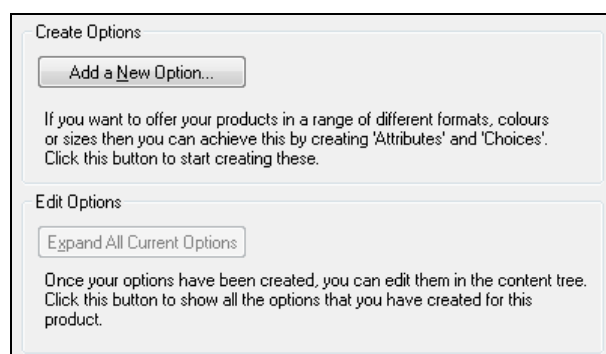 Create Options
Add a New Option...
If you want to offer your products in a range of different formats, colours
or sizes then you can achieve this by creating 'Attributes' and 'Choices'.
Click this button to start creating these.
Edit Options
Expand All Current Options
Once your options have been created, you can edit them in the content tree.
Click this button to show all the options that you have created for this
product.